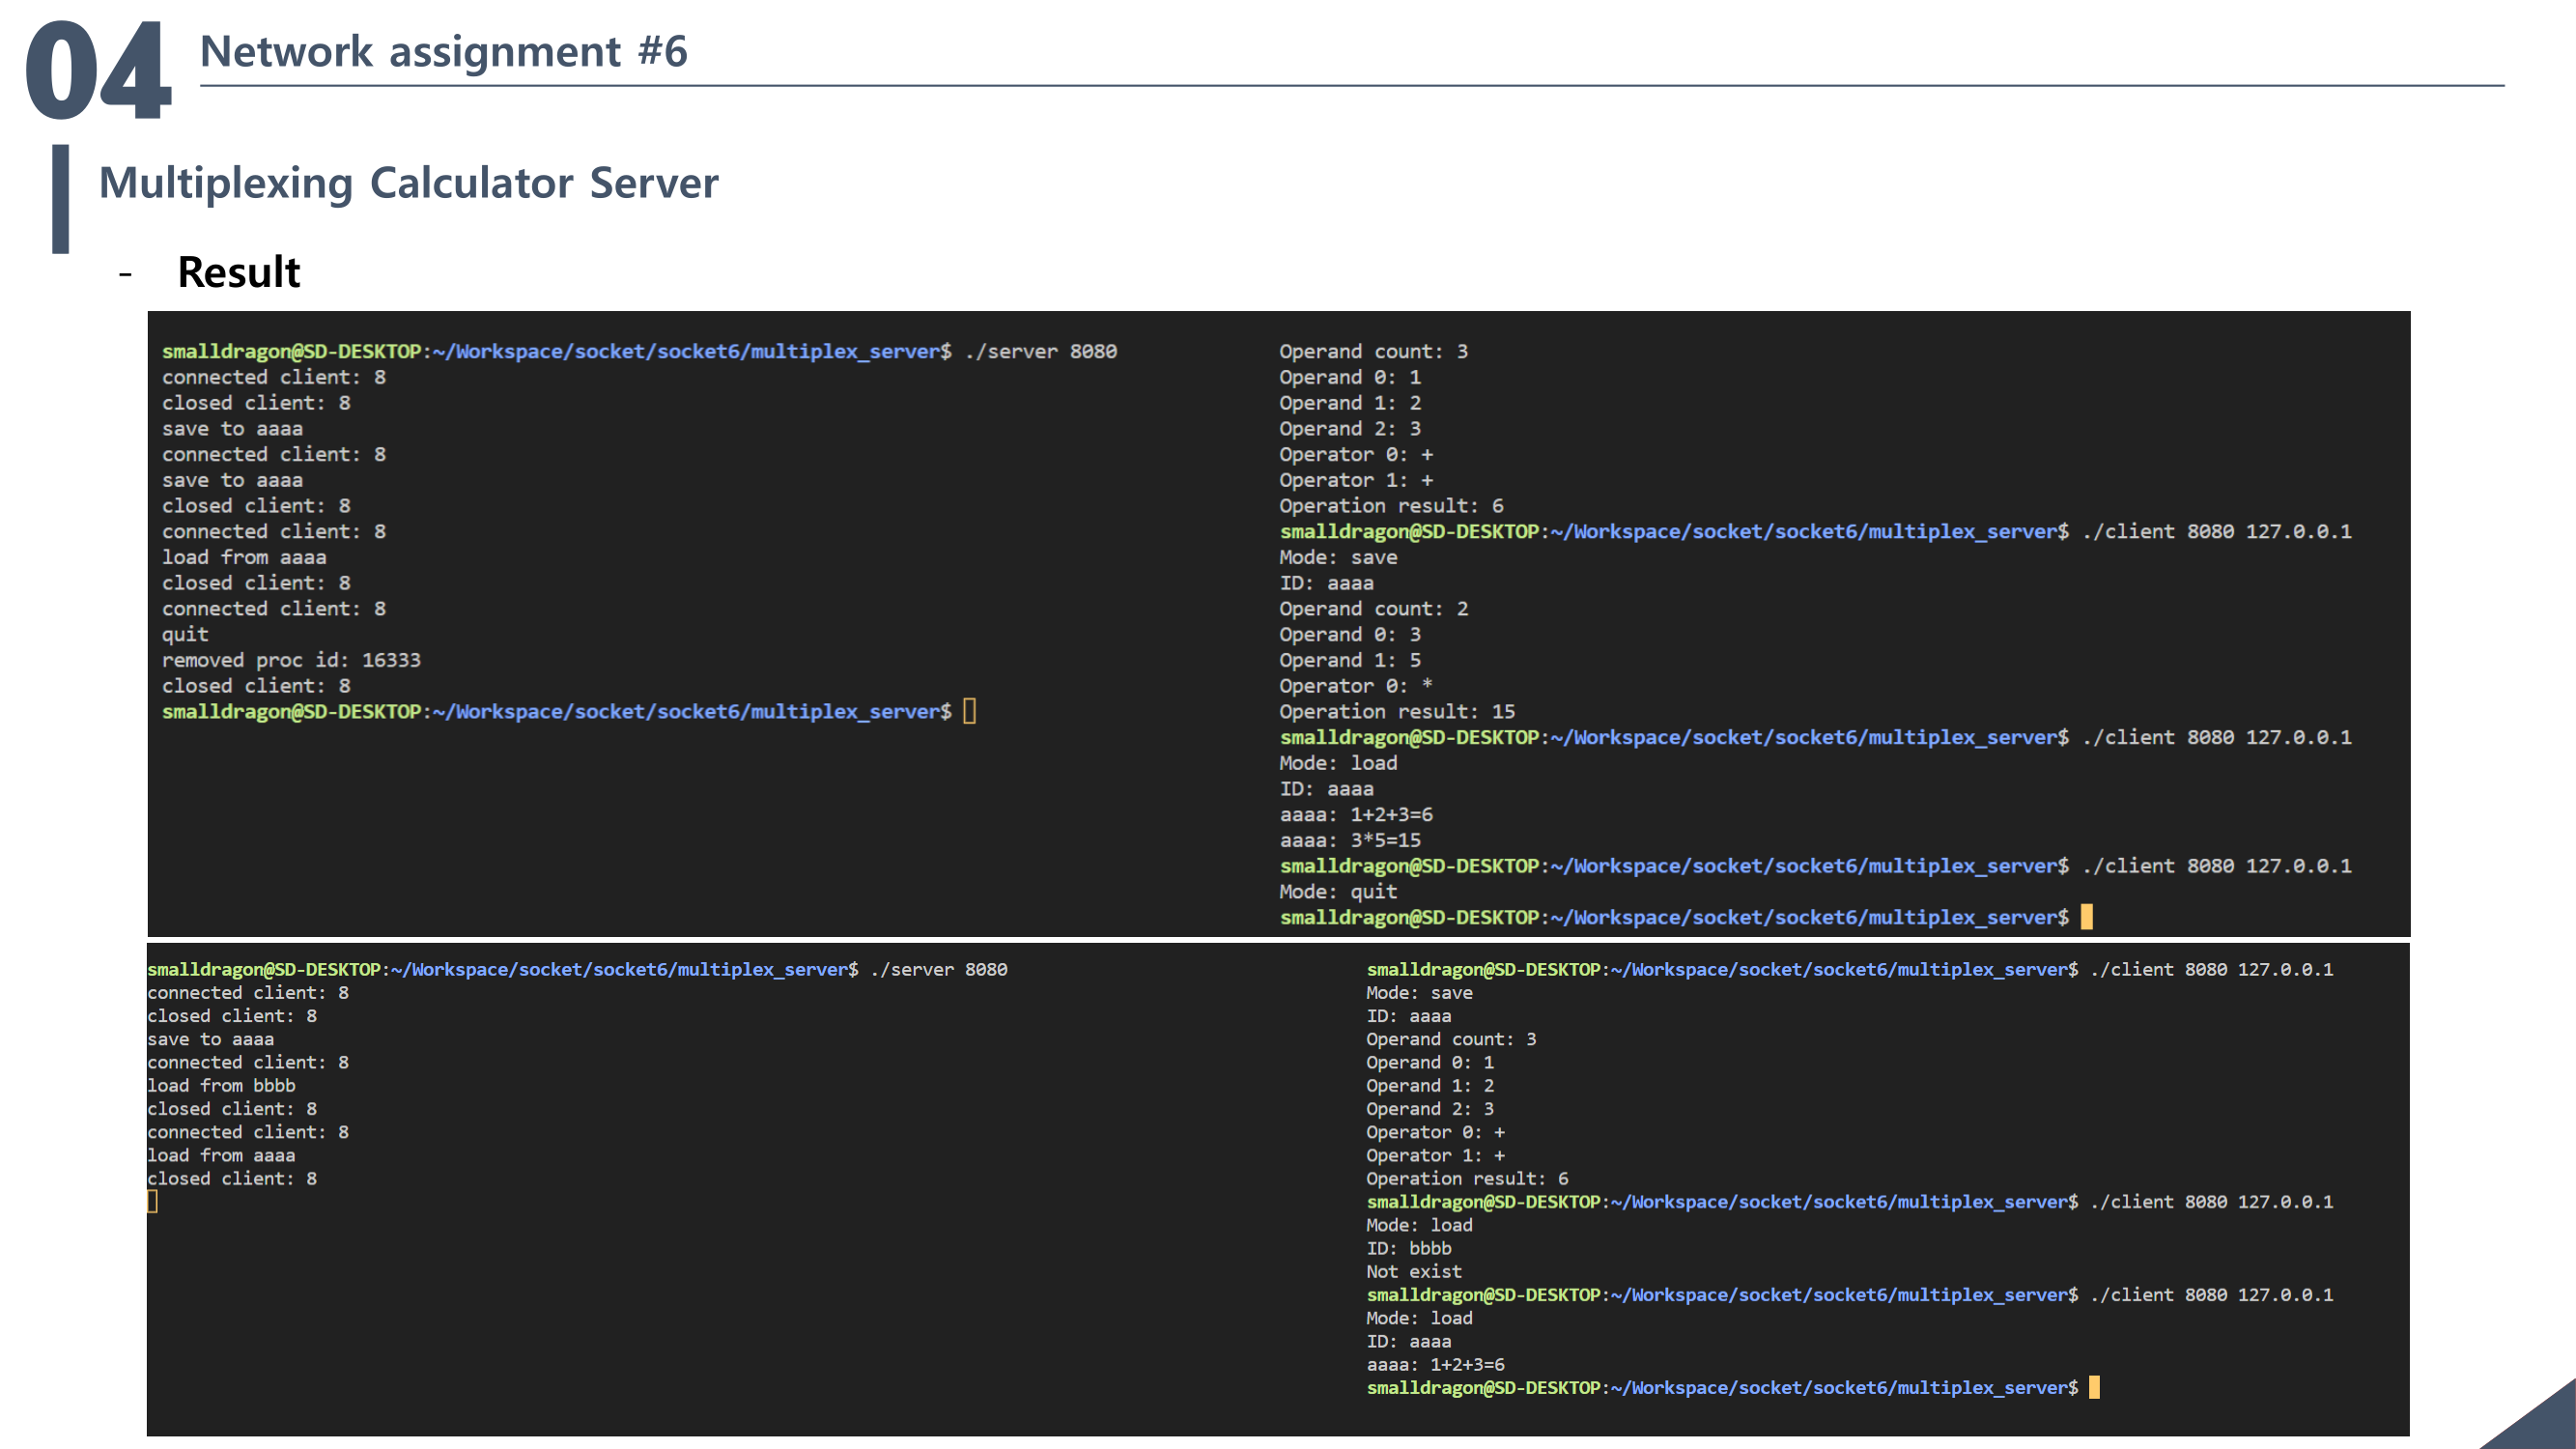 04
Network assignment #6
Multiplexing Calculator Server
- Result
smalldragon@SD-DESKTOP:~/Workspace/socket/socket6/multiplex_server$ ./server 8080
connected client: 8
closed client: 8
save to aaaa
connected client: 8
save to aaaa
closed client: 8
connected client: 8
load from aaaa
closed client: 8
connected client: 8
quit
removed proc id: 16333
closed client: 8
smalldragon@SD-DESKTOP:~/Workspace/socket/socket6/multiplex_server$
Operand count: 3
Operand 0: 1
Operand 1: 2
Operand 2: 3
Operator 0: +
Operator 1: +
Operation result: 6
smalldragon@SD-DESKTOP:~/Workspace/socket/socket6/multiplex_server$ ./client 8080 127.0.0.1
Mode: save
ID: aaaa
Operand count: 2
Operand 0: 3
Operand 1: 5
Operator 0: *
Operation result: 15
smalldragon@SD-DESKTOP:~/Workspace/socket/socket6/multiplex_server$ ./client 8080 127.0.0.1
Mode: load
ID: aaaa
aaaa: 1+2+3=6
aaaa: 3*5=15
smalldragon@SD-DESKTOP:~/Workspace/socket/socket6/multiplex_server$ ./client 8080 127.0.0.1
Mode: quit
smalldragon@SD-DESKTOP:~/Workspace/socket/socket6/multiplex_server$
smalldragon@SD-DESKTOP:~/Workspace/socket/socket6/multiplex_server$ ./server 8080
connected client: 8
closed client: 8
save to aaaa
connected client: 8
load from bbbb
closed client: 8
connected client: 8
load from aaaa
closed client: 8
smalldragon@SD-DESKTOP:~/Workspace/socket/socket6/multiplex_server$ ./client 8080 127.0.0.1
Mode: save
ID: aaaa
Operand count: 3
Operand 0: 1
Operand 1: 2
Operand 2: 3
Operator 0: +
Operator 1: +
Operation result: 6
smalldragon@SD-DESKTOP:~/Workspace/socket/socket6/multiplex_server$ ./client 8080 127.0.0.1
Mode: load
ID: bbbb
Not exist
smalldragon@SD-DESKTOP:~/Workspace/socket/socket6/multiplex_server$ ./client 8080 127.0.0.1
Mode: load
ID: aaaa
aaaa: 1+2+3=6
smalldragon@SD-DESKTOP:~/Workspace/socket/socket6/multiplex_server$